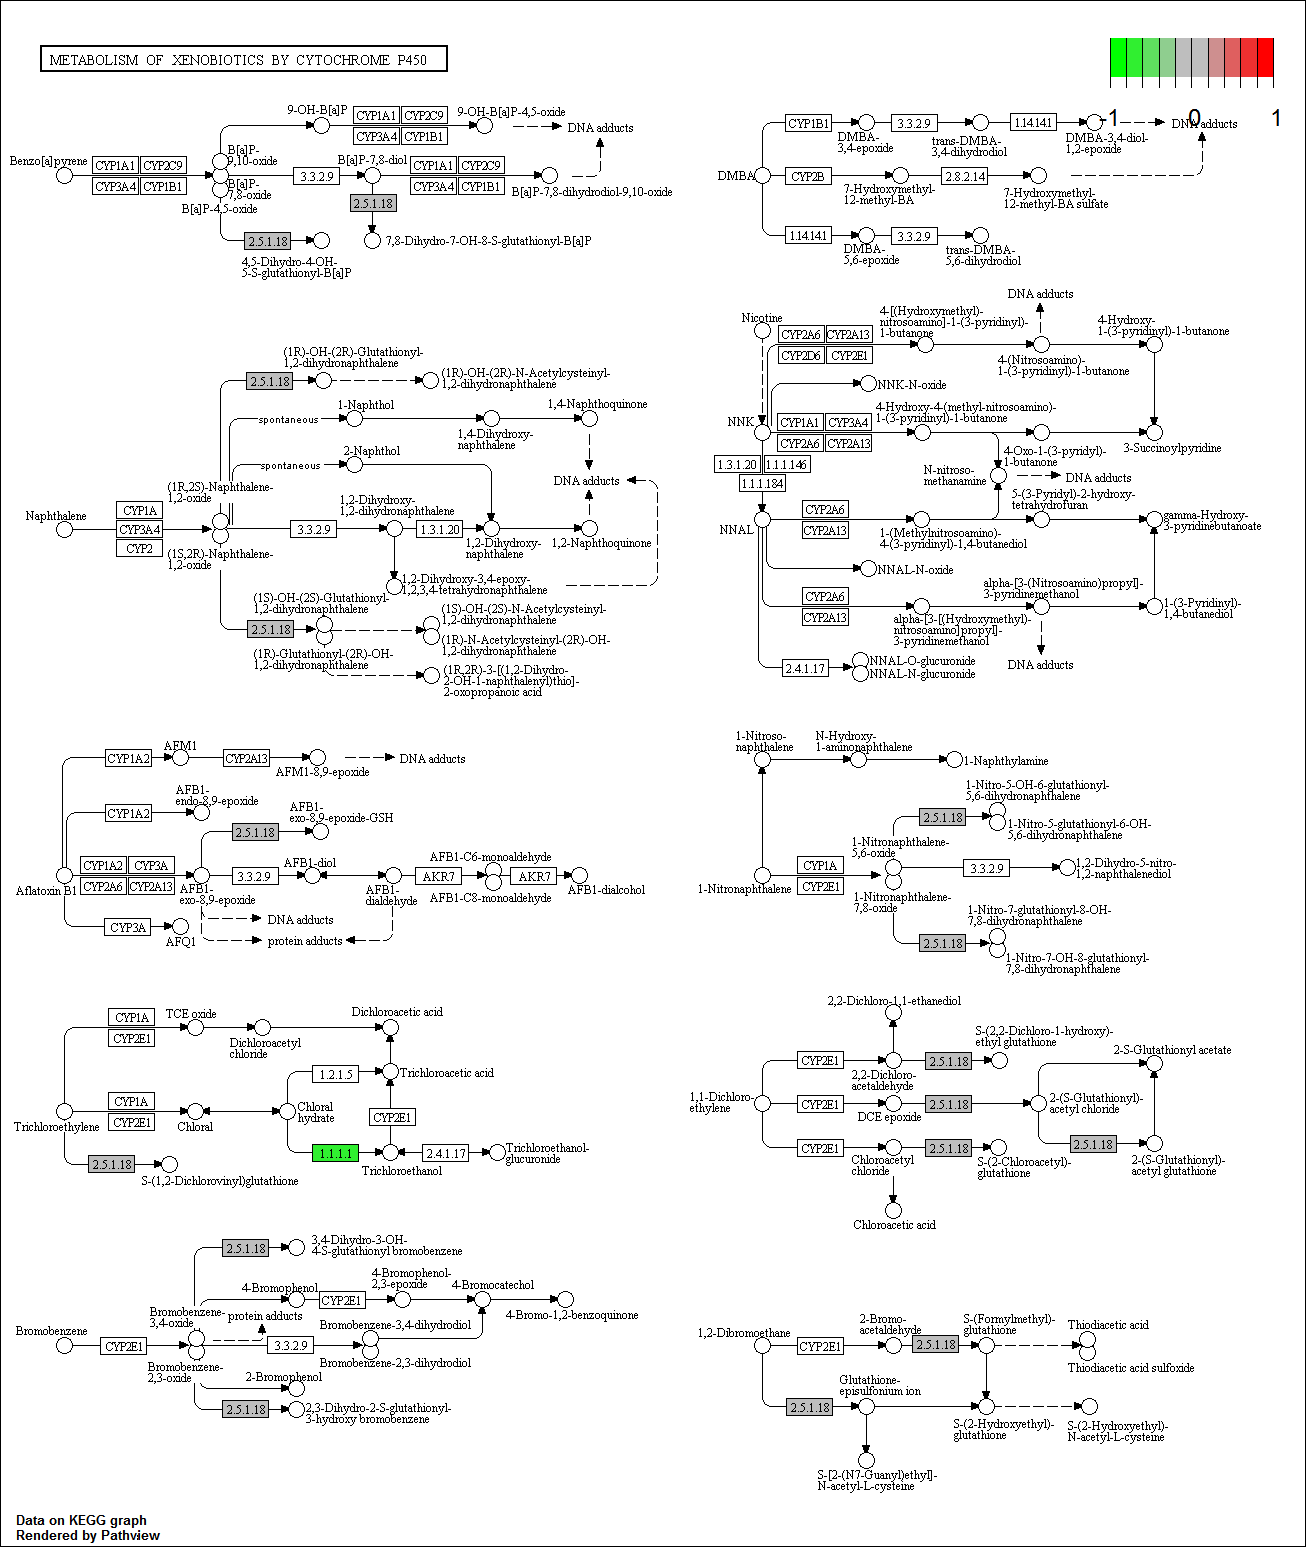 METABOLISM OF XENOBIOTICS BY CYTOCHROME P450
-1
0
1
Benzo[a]pyrene
CYP1A1
CYP2C9
CYP3A4
CYP1B1
B[a]P-
9,10-oxide
B[a]P-
7,8-oxide
B[a]P-4,5-oxide
9-OH-B[a]P
CYP1A1
CYP2C9
CYP3A4
CYP1B1
9-OH-B[a]P-4,5-oxide
DNA adducts
3.3.2.9
B[a]P-7,8-diol
CYP1A1
CYP2C9
CYP3A4
CYP1B1
B[a]P-7,8-dihydrodiol-9,10-oxide
2.5.1.18
7,8-Dihydro-7-OH-8-S-glutathionyl-B[a]P
2.5.1.18
4,5-Dihydro-4-OH-
5-S-glutathionyl-B[a]P
DMBA
CYP1B1
DMBA-
3,4-epoxide
3.3.2.9
trans-DMBA-
3,4-dihydrodiol
1.14.14.1
DMBA-3,4-diol-
1,2-epoxide
DNA adducts
CYP2B
7-Hydroxymethyl-
12-methyl-BA
2.8.2.14
7-Hydroxymethyl-
12-methyl-BA sulfate
1.14.14.1
DMBA-
5,6-epoxide
3.3.2.9
trans-DMBA-
5,6-dihydrodiol
Naphthalene
CYP1A
CYP3A4
CYP2
(1R,2S)-Naphthalene-
1,2-oxide
(1S,2R)-Naphthalene-
1,2-oxide
2.5.1.18
(1R)-OH-(2R)-Glutathionyl-
1,2-dihydronaphthalene
(1R)-OH-(2R)-N-Acetylcysteinyl-
1,2-dihydronaphthalene
spontaneous
1-Naphthol
1,4-Dihydroxy-
naphthalene
1,4-Naphthoquinone
spontaneous
2-Naphthol
DNA adducts
3.3.2.9
1,2-Dihydroxy-
1,2-dihydronaphthalene
1.3.1.20
1,2-Dihydroxy-
naphthalene
1,2-Naphthoquinone
1,2-Dihydroxy-3,4-epoxy-
1,2,3,4-tetrahydronaphthalene
2.5.1.18
(1S)-OH-(2S)-Glutathionyl-
1,2-dihydronaphthalene
(1R)-Glutathionyl-(2R)-OH-
1,2-dihydronaphthalene
(1S)-OH-(2S)-N-Acetylcysteinyl-
1,2-dihydronaphthalene
(1R)-N-Acetylcysteinyl-(2R)-OH-
1,2-dihydronaphthalene
(1R,2R)-3-[(1,2-Dihydro-
2-OH-1-naphthalenyl)thio]-
2-oxopropanoic acid
Nicotine
CYP2A6
CYP2A13
CYP2D6
CYP2E1
4-[(Hydroxymethyl)-
nitrosoamino]-1-(3-pyridinyl)-
1-butanone
DNA adducts
4-(Nitrosoamino)-
1-(3-pyridinyl)-1-butanone
4-Hydroxy-
1-(3-pyridinyl)-1-butanone
NNK-N-oxide
NNK
CYP1A1
CYP3A4
CYP2A6
CYP2A13
4-Hydroxy-4-(methyl-nitrosoamino)-
1-(3-pyridinyl)-1-butanone
4-Oxo-1-(3-pyridyl)-
1-butanone
3-Succinoylpyridine
1.3.1.20
1.1.1.146
1.1.1.184
N-nitroso-
methanamine
DNA adducts
NNAL
CYP2A6
CYP2A13
1-(Methylnitrosoamino)-
4-(3-pyridinyl)-1,4-butanediol
5-(3-Pyridyl)-2-hydroxy-
tetrahydrofuran
gamma-Hydroxy-
3-pyridinebutanoate
NNAL-N-oxide
CYP2A6
CYP2A13
alpha-[3-[(Hydroxymethyl)-
nitrosoamino]propyl]-
3-pyridinemethanol
alpha-[3-(Nitrosoamino)propyl]-
3-pyridinemethanol
1-(3-Pyridinyl)-
1,4-butanediol
DNA adducts
2.4.1.17
NNAL-O-glucuronide
NNAL-N-glucuronide
Aflatoxin B1
CYP1A2
AFM1
CYP2A13
AFM1-8,9-epoxide
DNA adducts
CYP1A2
AFB1-
endo-8,9-epoxide
2.5.1.18
AFB1-
exo-8,9-epoxide-GSH
CYP1A2
CYP3A
CYP2A6
CYP2A13
AFB1-
exo-8,9-epoxide
3.3.2.9
AFB1-diol
AFB1-
dialdehyde
AKR7
AFB1-C6-monoaldehyde
AFB1-C8-monoaldehyde
AKR7
AFB1-dialcohol
DNA adducts
protein adducts
CYP3A
AFQ1
1-Nitroso-
naphthalene
N-Hydroxy-
1-aminonaphthalene
1-Naphthylamine
1-Nitronaphthalene
CYP1A
CYP2E1
1-Nitronaphthalene-
5,6-oxide
1-Nitronaphthalene-
7,8-oxide
2.5.1.18
1-Nitro-5-OH-6-glutathionyl-
5,6-dihydronaphthalene
1-Nitro-5-glutathionyl-6-OH-
5,6-dihydronaphthalene
3.3.2.9
1,2-Dihydro-5-nitro-
1,2-naphthalenediol
2.5.1.18
1-Nitro-7-glutathionyl-8-OH-
7,8-dihydronaphthalene
1-Nitro-7-OH-8-glutathionyl-
7,8-dihydronaphthalene
Trichloroethylene
CYP1A
CYP2E1
TCE oxide
Dichloroacetyl
chloride
Dichloroacetic acid
CYP1A
CYP2E1
Chloral
Chloral
hydrate
1.2.1.5
Trichloroacetic acid
CYP2E1
1.1.1.1
Trichloroethanol
2.4.1.17
Trichloroethanol-
glucuronide
2.5.1.18
S-(1,2-Dichlorovinyl)glutathione
1,1-Dichloro-
ethylene
CYP2E1
2,2-Dichloro-1,1-ethanediol
2,2-Dichloro-
acetaldehyde
2.5.1.18
S-(2,2-Dichloro-1-hydroxy)-
ethyl glutathione
CYP2E1
DCE epoxide
2.5.1.18
2-(S-Glutathionyl)-
acetyl chloride
2-S-Glutathionyl acetate
2.5.1.18
2-(S-Glutathionyl)-
acetyl glutathione
CYP2E1
Chloroacetyl
chloride
2.5.1.18
S-(2-Chloroacetyl)-
glutathione
Chloroacetic acid
Bromobenzene
CYP2E1
Bromobenzene-
3,4-oxide
Bromobenzene-
2,3-oxide
2.5.1.18
3,4-Dihydro-3-OH-
4-S-glutathionyl bromobenzene
4-Bromophenol
CYP2E1
4-Bromophenol-
2,3-epoxide
4-Bromocatechol
4-Bromo-1,2-benzoquinone
protein adducts
3.3.2.9
Bromobenzene-3,4-dihydrodiol
Bromobenzene-2,3-dihydrodiol
2-Bromophenol
2.5.1.18
2,3-Dihydro-2-S-glutathionyl-
3-hydroxy bromobenzene
1,2-Dibromoethane
CYP2E1
2-Bromo-
acetaldehyde
2.5.1.18
S-(Formylmethyl)-
glutathione
Thiodiacetic acid
Thiodiacetic acid sulfoxide
2.5.1.18
Glutathione-
episulfonium ion
S-(2-Hydroxyethyl)-
glutathione
S-(2-Hydroxyethyl)-
N-acetyl-L-cysteine
S-[2-(N7-Guanyl)ethyl]-
N-acetyl-L-cysteine
Data on KEGG graph
Rendered by Pathview